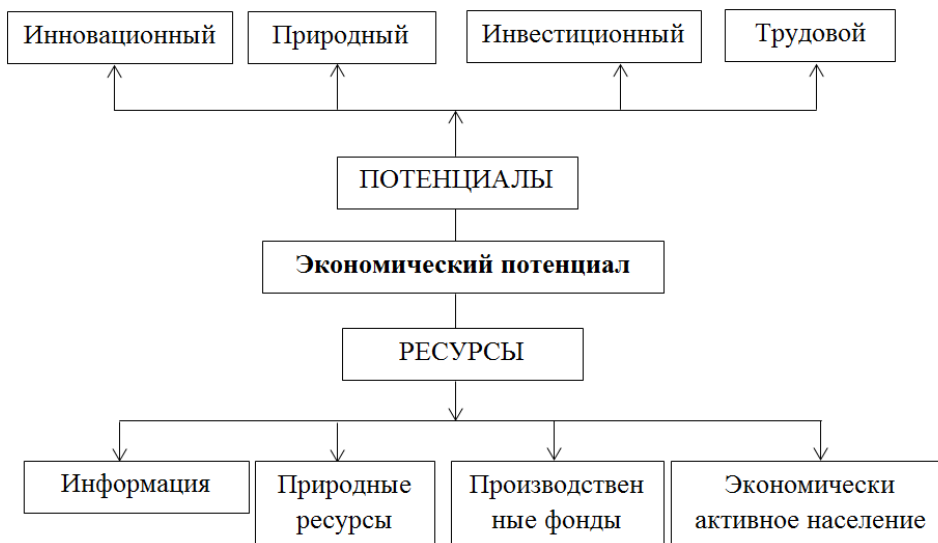 Инновационный
Природный
Инвестиционный
Трудовой
ПОТЕНЦИАЛЫ
Экономический потенциал
РЕСУРСЫ
Информация
Природные
ресурсы
Производствен
ные фонды
Экономически
активное население